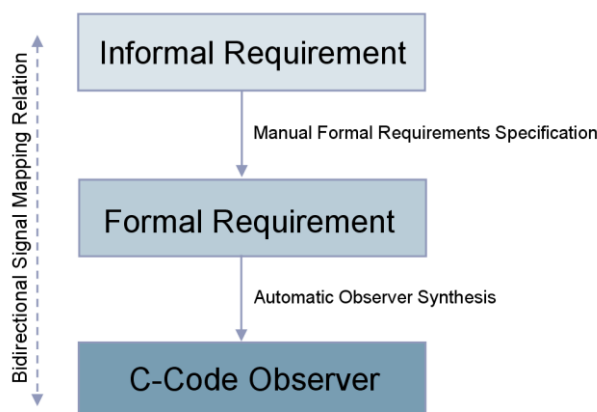 Informal Requirement
Manual Formal Requirements Specification
Formal Requirement
Automatic Observer Synthesis
C-Code Observer
Bidirectional Signal Mapping Relation